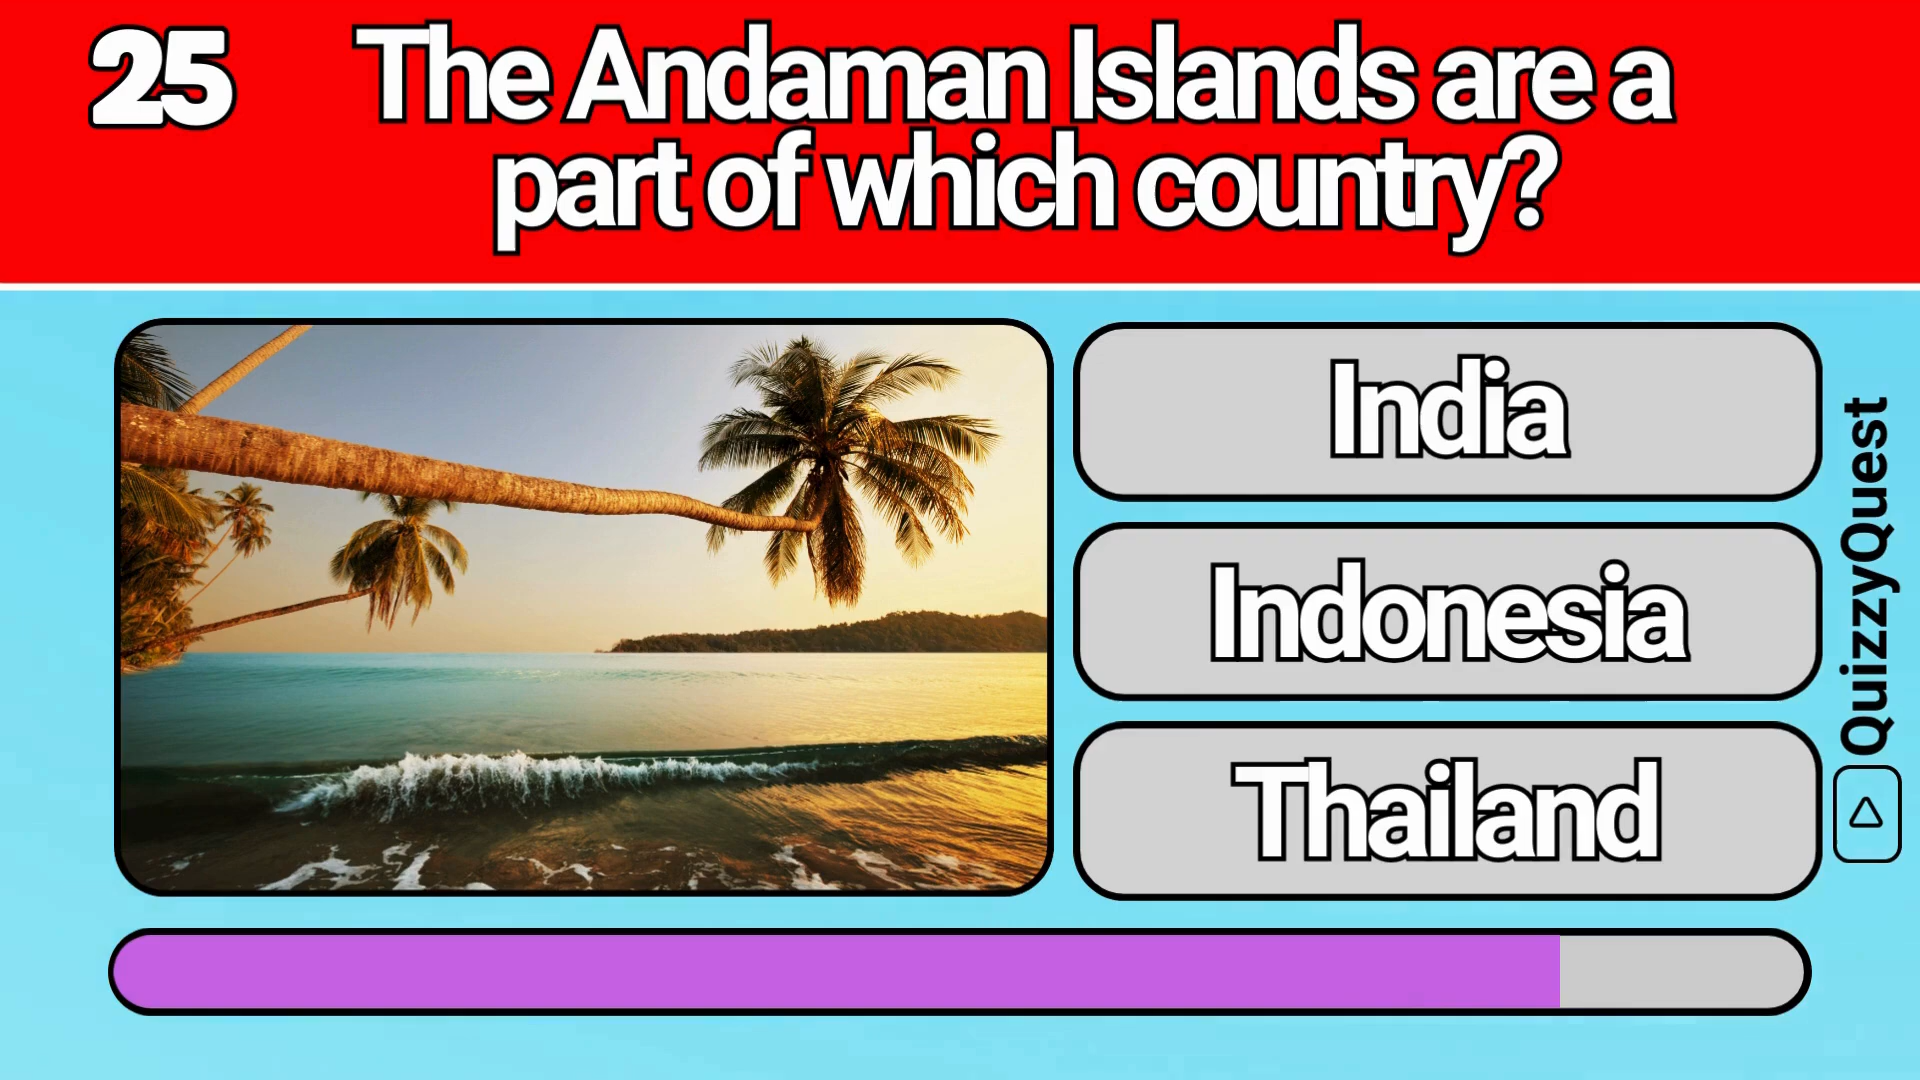 25
The Andaman Islands are a
part of which country?
India
Indonesia
Thailand
QuizzyQuest